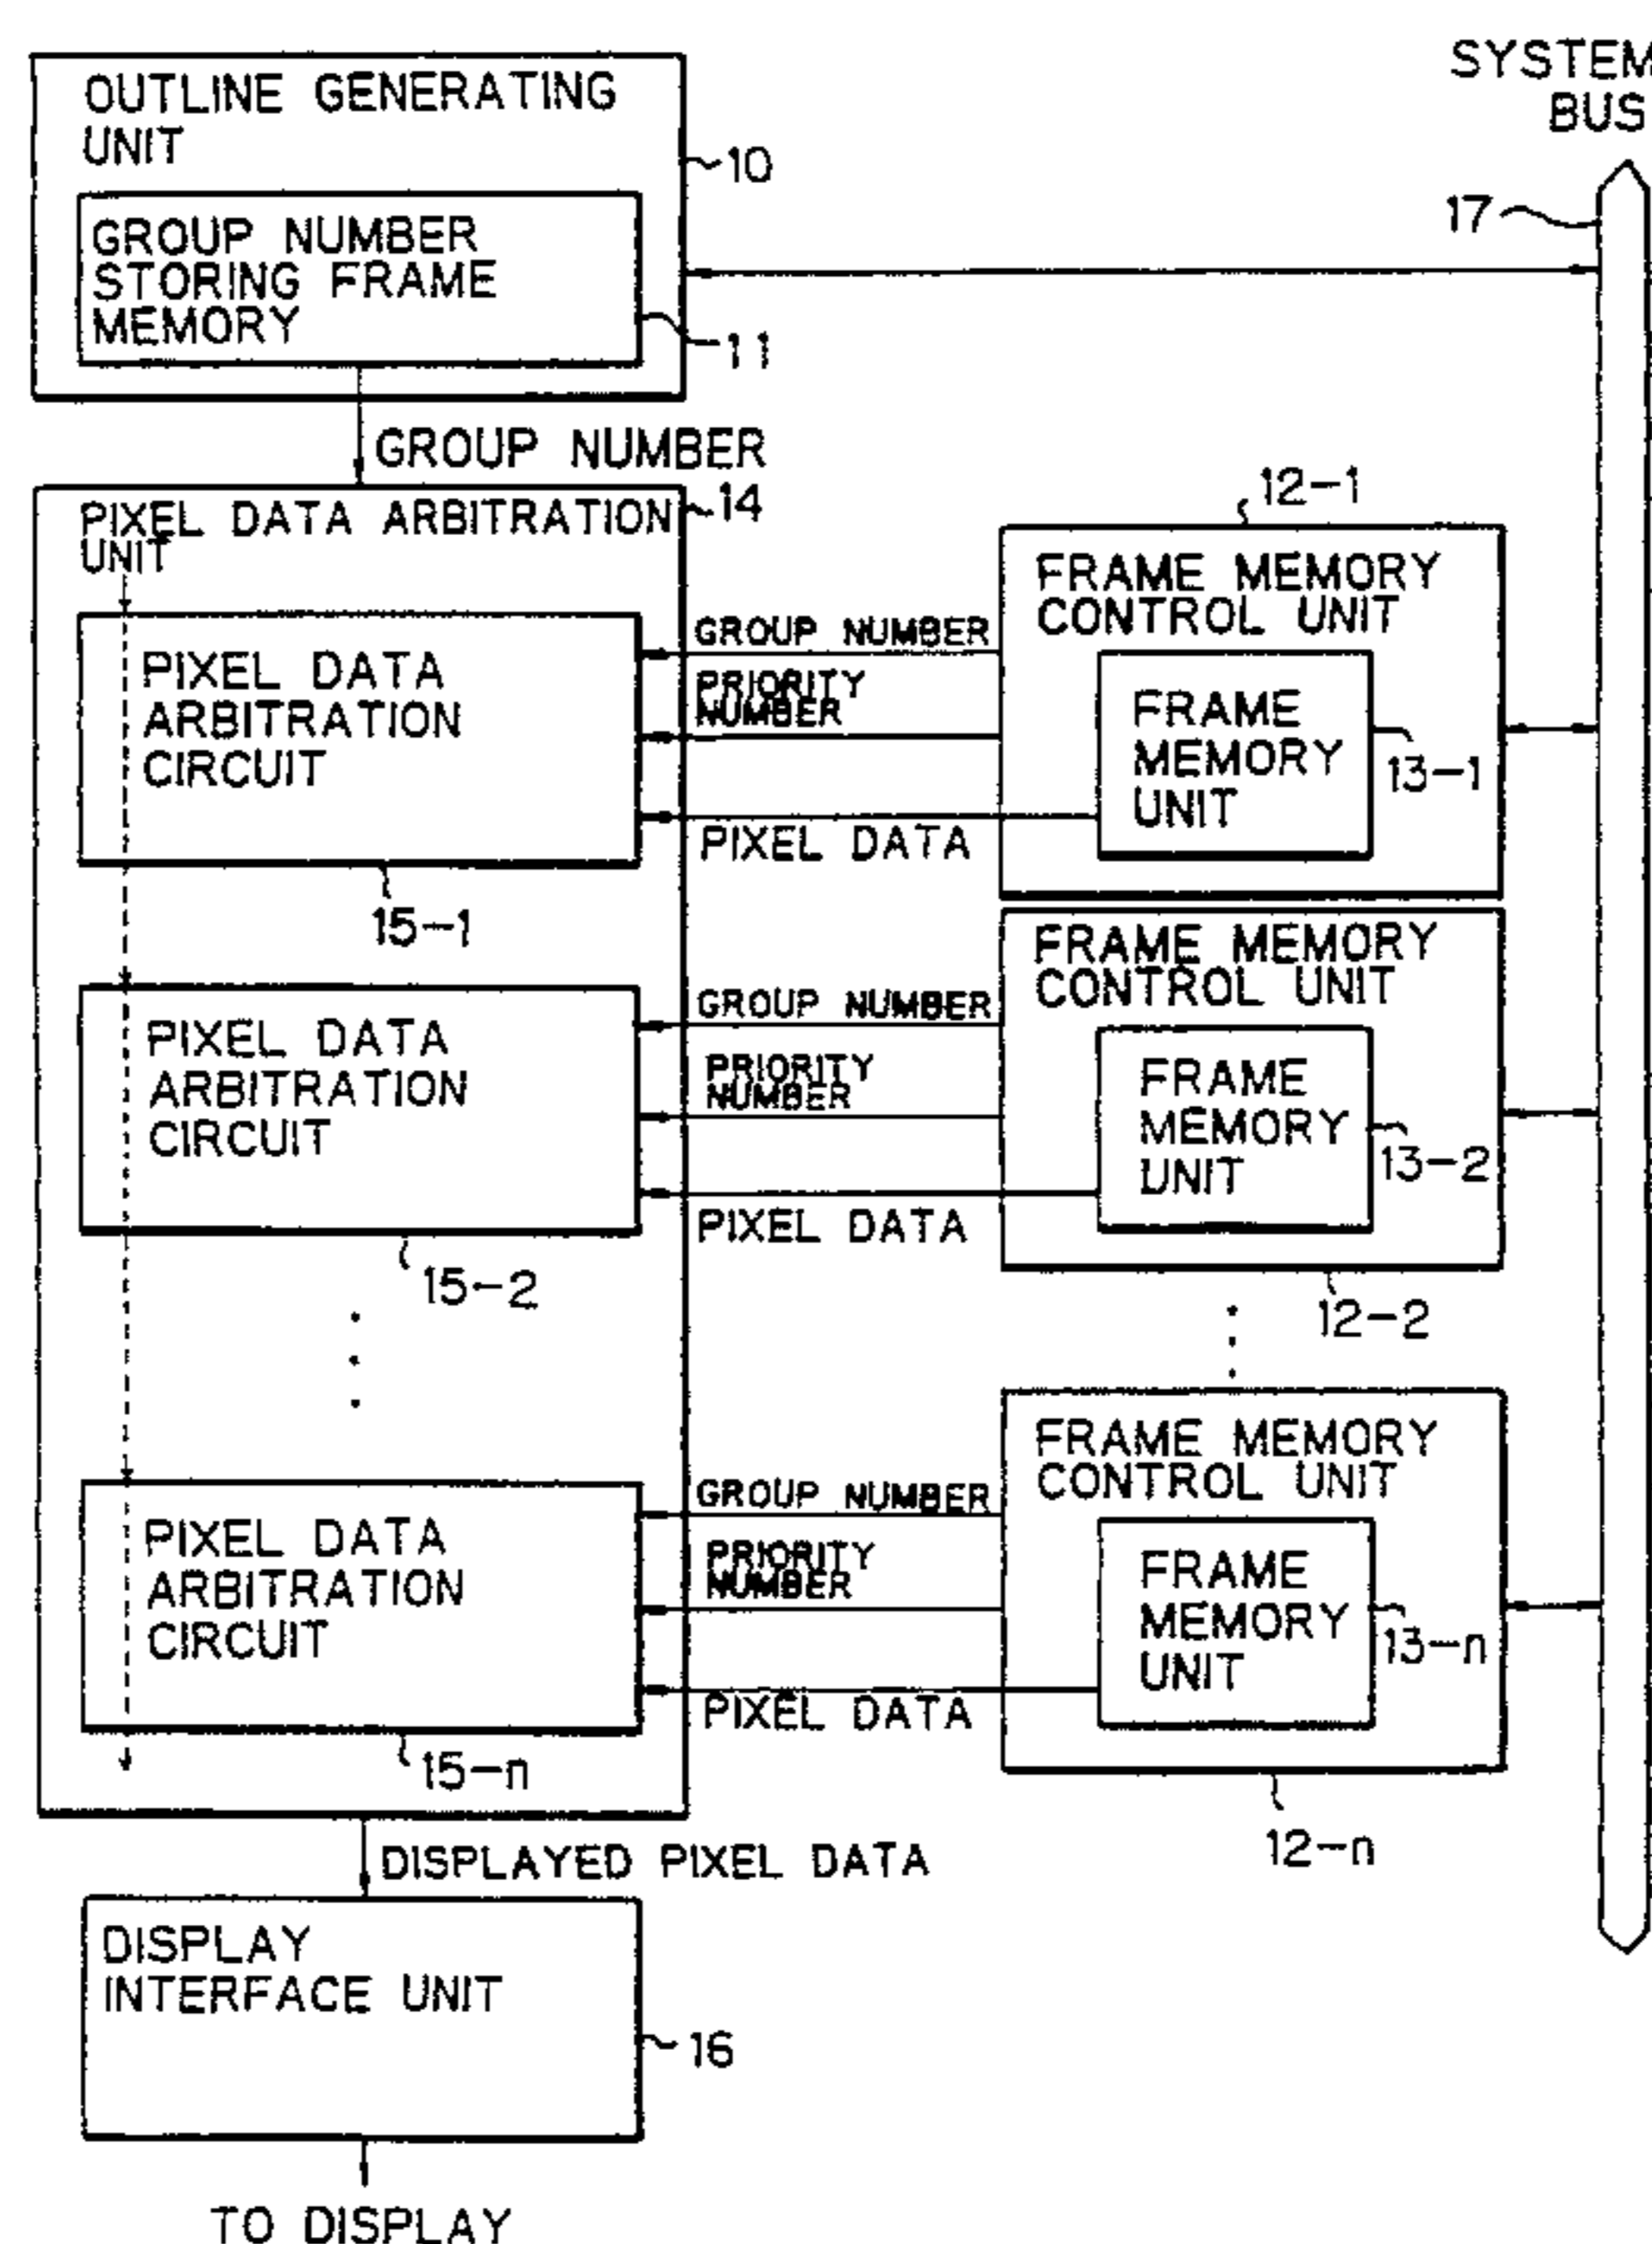 SYSTEM
BUS
OUTLINE GENERATING
UNIT
10
GROUP NUMBER
STORING FRAME
MEMORY
11
17
GROUP NUMBER
PIXEL DATA ARBITRATION
UNIT
14
12-1
FRAME MEMORY
CONTROL UNIT
GROUP NUMBER
PRIORITY
NUMBER
PIXEL DATA
ARBITRATION
CIRCUIT
FRAME
MEMORY
UNIT
13-1
PIXEL DATA
15-1
FRAME MEMORY
CONTROL UNIT
GROUP NUMBER
PRIORITY
NUMBER
PIXEL DATA
ARBITRATION
CIRCUIT
FRAME
MEMORY
UNIT
13-2
PIXEL DATA
15-2
12-2
FRAME MEMORY
CONTROL UNIT
GROUP NUMBER
PRIORITY
NUMBER
PIXEL DATA
ARBITRATION
CIRCUIT
FRAME
MEMORY
UNIT
13-n
PIXEL DATA
15-n
12-n
DISPLAYED PIXEL DATA
DISPLAY
INTERFACE UNIT
16
TO DISPLAY